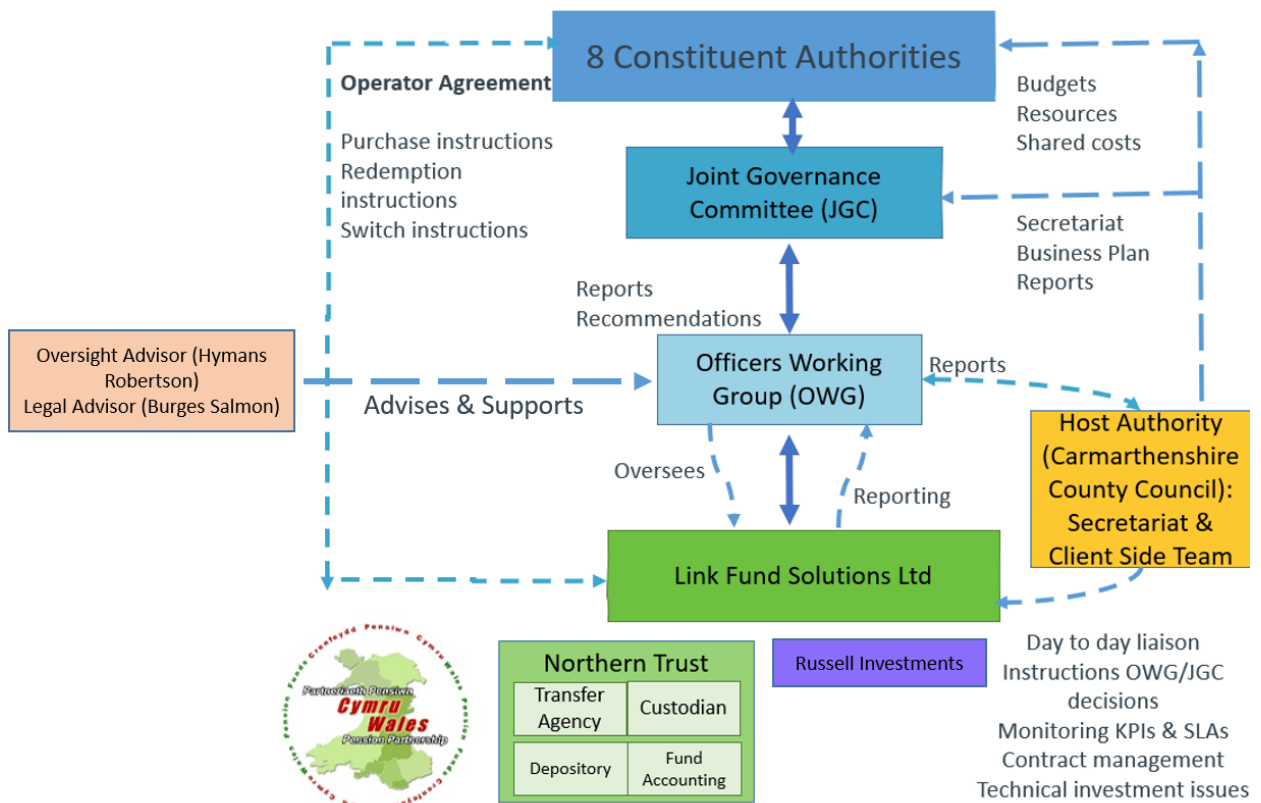 8 Constituent Authorities
Operator Agreement
Purchase instructions
Redemption
instructions
Switch instructions
Budgets
Resources
Shared costs
Joint Governance
Committee (JGC)
Secretariat
Business Plan
Reports
Reports
Recommendations
Oversight Advisor (Hymans
Robertson)
Legal Advisor (Burges Salmon)
Advises & Supports
Officers Working
Group (OWG)
Reports
Host Authority
(Carmarthenshire
County Council):
Secretariat &
Client Side Team
Oversees
Reporting
Link Fund Solutions Ltd
Partneriaeth Pensiwn
Cymru
Wales
Pension Partnership
Northern Trust
Transfer
Agency
Custodian
Depository
Fund
Accounting
Russell Investments
Day to day liaison
Instructions OWG/JGC
decisions
Monitoring KPIs & SLAs
Contract management
Technical investment issues